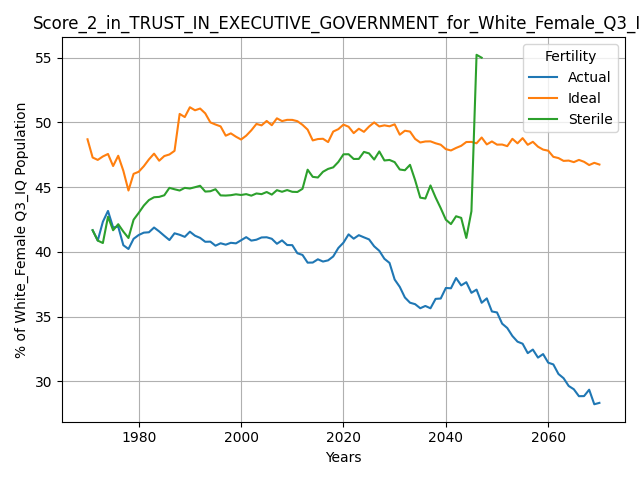 Score_2_in_TRUST_IN_EXECUTIVE_GOVERNMENT_for_White_Female_Q3_I
Fertility
Actual
Ideal
Sterile
% of White_Female Q3_IQ Population
55
50
45
40
35
30
1980
2000
2020
2040
2060
Years